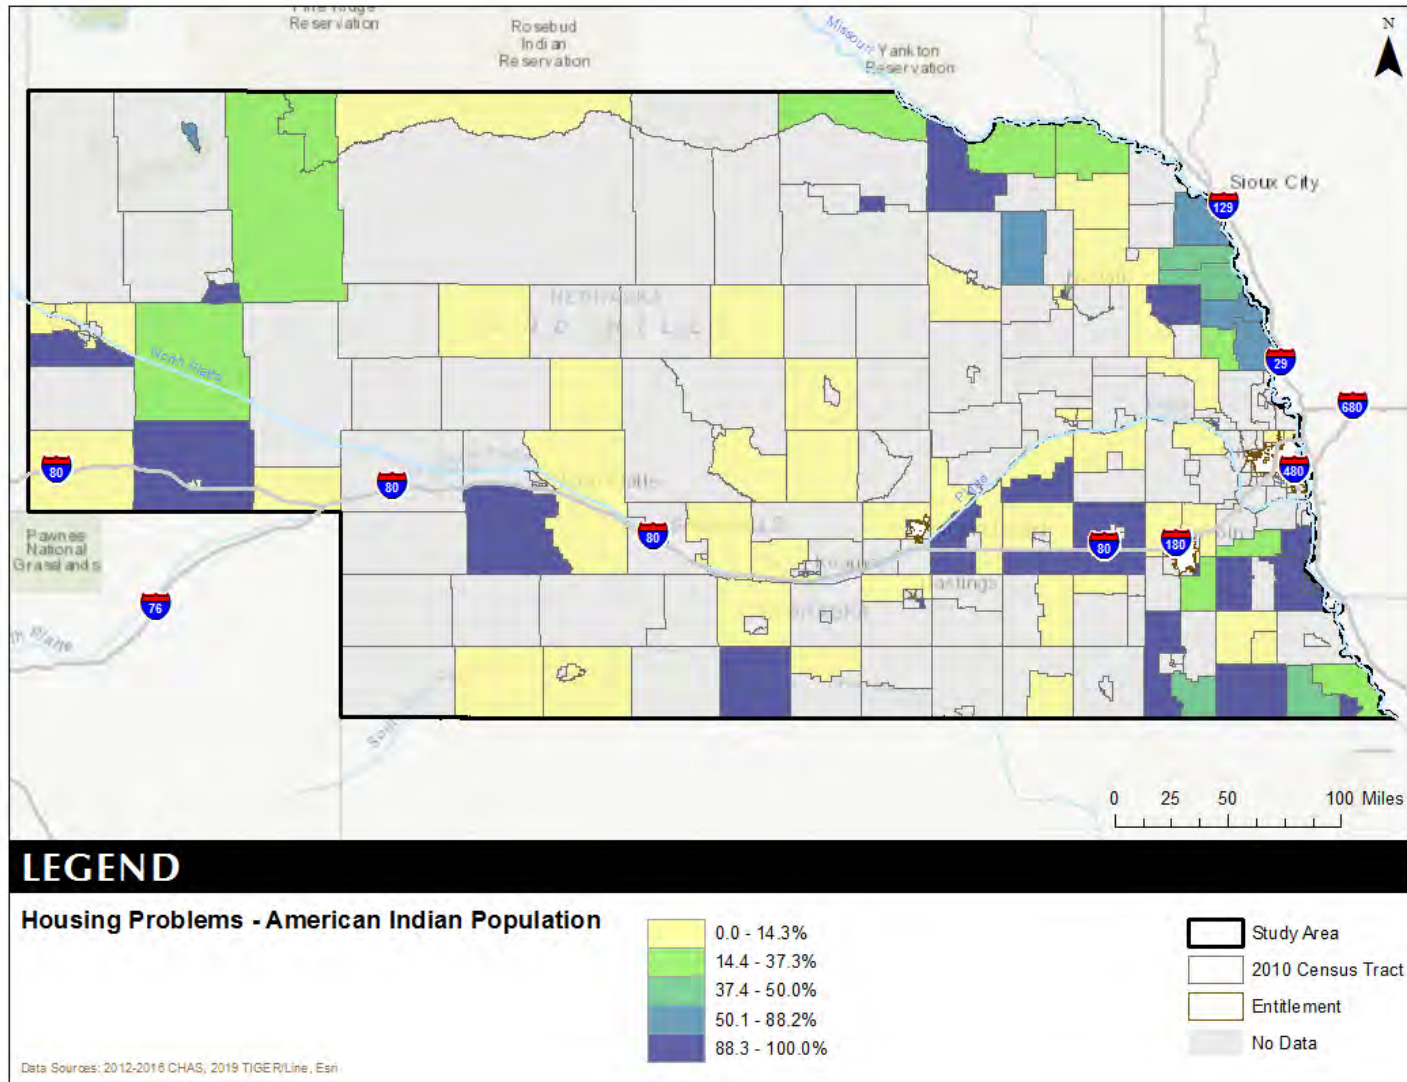 Reservation
Rosebud
Indian
Reservation
Missouri
Yankton
Reservation
N
Sioux City
129
NEBRASKA
North Platte
29
680
80
80
480
Platte
80
80
180
Pawnee
National
Grasslands
Hastings
76
0 25 50 100 Miles
LEGEND
Housing Problems - American Indian Population
0.0 - 14.3%
14.4 - 37.3%
37.4 - 50.0%
50.1 - 88.2%
88.3 - 100.0%
Study Area
2010 Census Tract
Entitlement
No Data
Data Sources: 2012-2016 CHAS, 2019 TIGER/Line, Esri